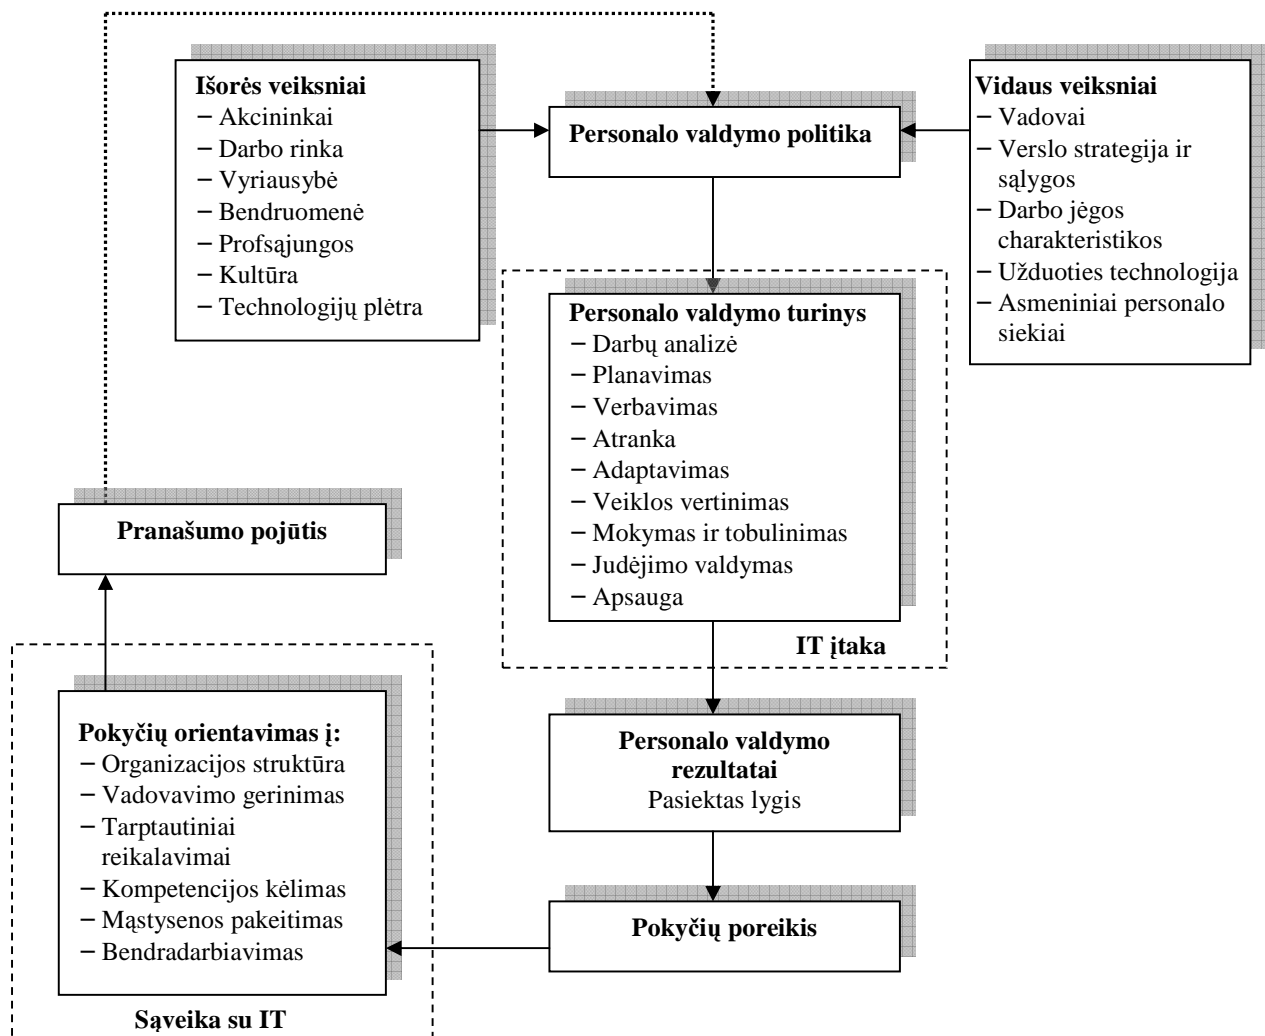 Išorės veiksniai
– Akcininkai
– Darbo rinka
– Vyriausybė
– Bendruomenė
– Profsąjungos
– Kultūra
– Technologijų plėtra
Personalo valdymo politika
Vidaus veiksniai
– Vadovai
– Verslo strategija ir
sąlygos
– Darbo jėgos
charakteristikos
– Užduoties technologija
– Asmeniniai personalo
siekiai
Personalo valdymo turinys
– Darbų analizė
– Planavimas
– Verbavimas
– Atranka
– Adaptavimas
– Veiklos vertinimas
– Mokymas ir tobulinimas
– Judėjimo valdymas
– Apsauga
IT įtaka
Personalo valdymo
rezultatai
Pasiektas lygis
Pokyčių poreikis
Pokyčių orientavimas į:
– Organizacijos struktūra
– Vadovavimo gerinimas
– Tarptautiniai
reikalavimai
– Kompetencijos kėlimas
– Mąstysenos pakeitimas
– Bendradarbiavimas
Sąveika su IT
Pranašumo pojūtis